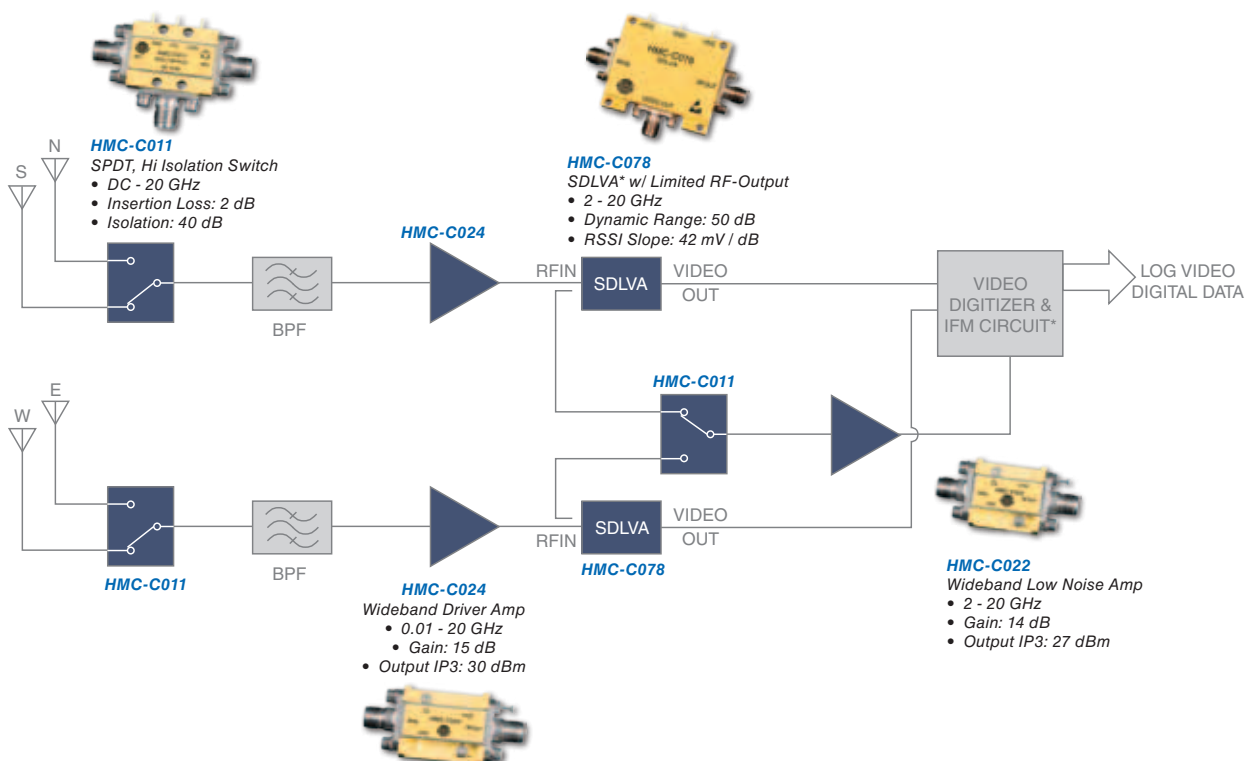 HMC-C011
SPDT, Hi Isolation Switch
• DC - 20 GHz
• Insertion Loss: 2 dB
• Isolation: 40 dB
HMC-C078
HMC-C078
SDLVA* w/ Limited RF-Output
• 2 - 20 GHz
• Dynamic Range: 50 dB
• RSSI Slope: 42 mV / dB
N
S
HMC-C024
BPF
RFIN
SDLVA
VIDEO
OUT
VIDEO
DIGITIZER &
IFM CIRCUIT*
LOG VIDEO
DIGITAL DATA
HMC-C011
E
W
HMC-C011
BPF
RFIN
SDLVA
VIDEO
OUT
HMC-C078
HMC-C024
Wideband Driver Amp
• 0.01 - 20 GHz
• Gain: 15 dB
• Output IP3: 30 dBm
HMC-C022
Wideband Low Noise Amp
• 2 - 20 GHz
• Gain: 14 dB
• Output IP3: 27 dBm